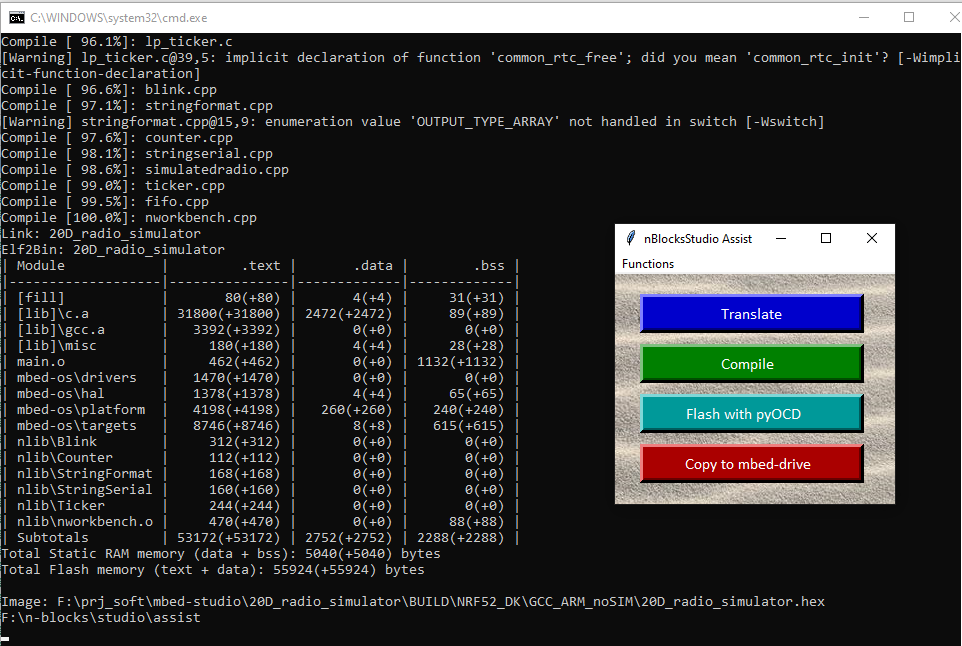 C:\WINDOWS\system32\cmd.exe
Compile [ 96.1%]: lp_ticker.c
[Warning] lp_ticker.c@39,5: implicit declaration of function 'common_rtc_free'; did you mean 'common_rtc_init'? [-Wimpli
cit-function-declaration]
Compile [ 96.6%]: blink.cpp
Compile [ 97.1%]: stringformat.cpp
[Warning] stringformat.cpp@15,9: enumeration value 'OUTPUT_TYPE_ARRAY' not handled in switch [-Wswitch]
Compile [ 97.6%]: counter.cpp
Compile [ 98.1%]: stringserial.cpp
Compile [ 98.6%]: simulatedradio.cpp
Compile [ 99.0%]: ticker.cpp
Compile [ 99.5%]: fifo.cpp
Compile [100.0%]: nworkbench.cpp
Link: 20D_radio_simulator
Elf2Bin: 20D_radio_simulator
| Module            |         .text |       .data |        .bss |
|-------------------|---------------|-------------|-------------|
| [fill]            |       80(+80) |       4(+4) |     31(+31) |
| [lib]\c.a         | 31800(+31800) | 2472(+2472) |     89(+89) |
| [lib]\gcc.a       |   3392(+3392) |       0(+0) |       0(+0) |
| [lib]\misc        |     180(+180) |       4(+4) |     28(+28) |
| main.o            |     462(+462) |       0(+0) | 1132(+1132) |
| mbed-os\drivers   |   1470(+1470) |       0(+0) |       0(+0) |
| mbed-os\hal       |   1378(+1378) |       4(+4) |     65(+65) |
| mbed-os\platform  |   4198(+4198) |   260(+260) |   240(+240) |
| mbed-os\targets   |   8746(+8746) |       8(+8) |   615(+615) |
| nlib\Blink        |     312(+312) |       0(+0) |       0(+0) |
| nlib\Counter      |     112(+112) |       0(+0) |       0(+0) |
| nlib\StringFormat |     168(+168) |       0(+0) |       0(+0) |
| nlib\StringSerial |     160(+160) |       0(+0) |       0(+0) |
| nlib\Ticker       |     244(+244) |       0(+0) |       0(+0) |
| nlib\nworkbench.o |     470(+470) |       0(+0) |     88(+88) |
| Subtotals         | 53172(+53172) | 2752(+2752) | 2288(+2288) |
Total Static RAM memory (data + bss): 5040(+5040) bytes
Total Flash memory (text + data): 55924(+55924) bytes
Image: F:\prj_soft\mbed-studio\20D_radio_simulator\BUILD\NRF52_DK\GCC_ARM_noSIM\20D_radio_simulator.hex
F:\n-blocks\studio\assist
nBlocksStudio Assist
Functions
Translate
Compile
Flash with pyOCD
Copy to mbed-drive